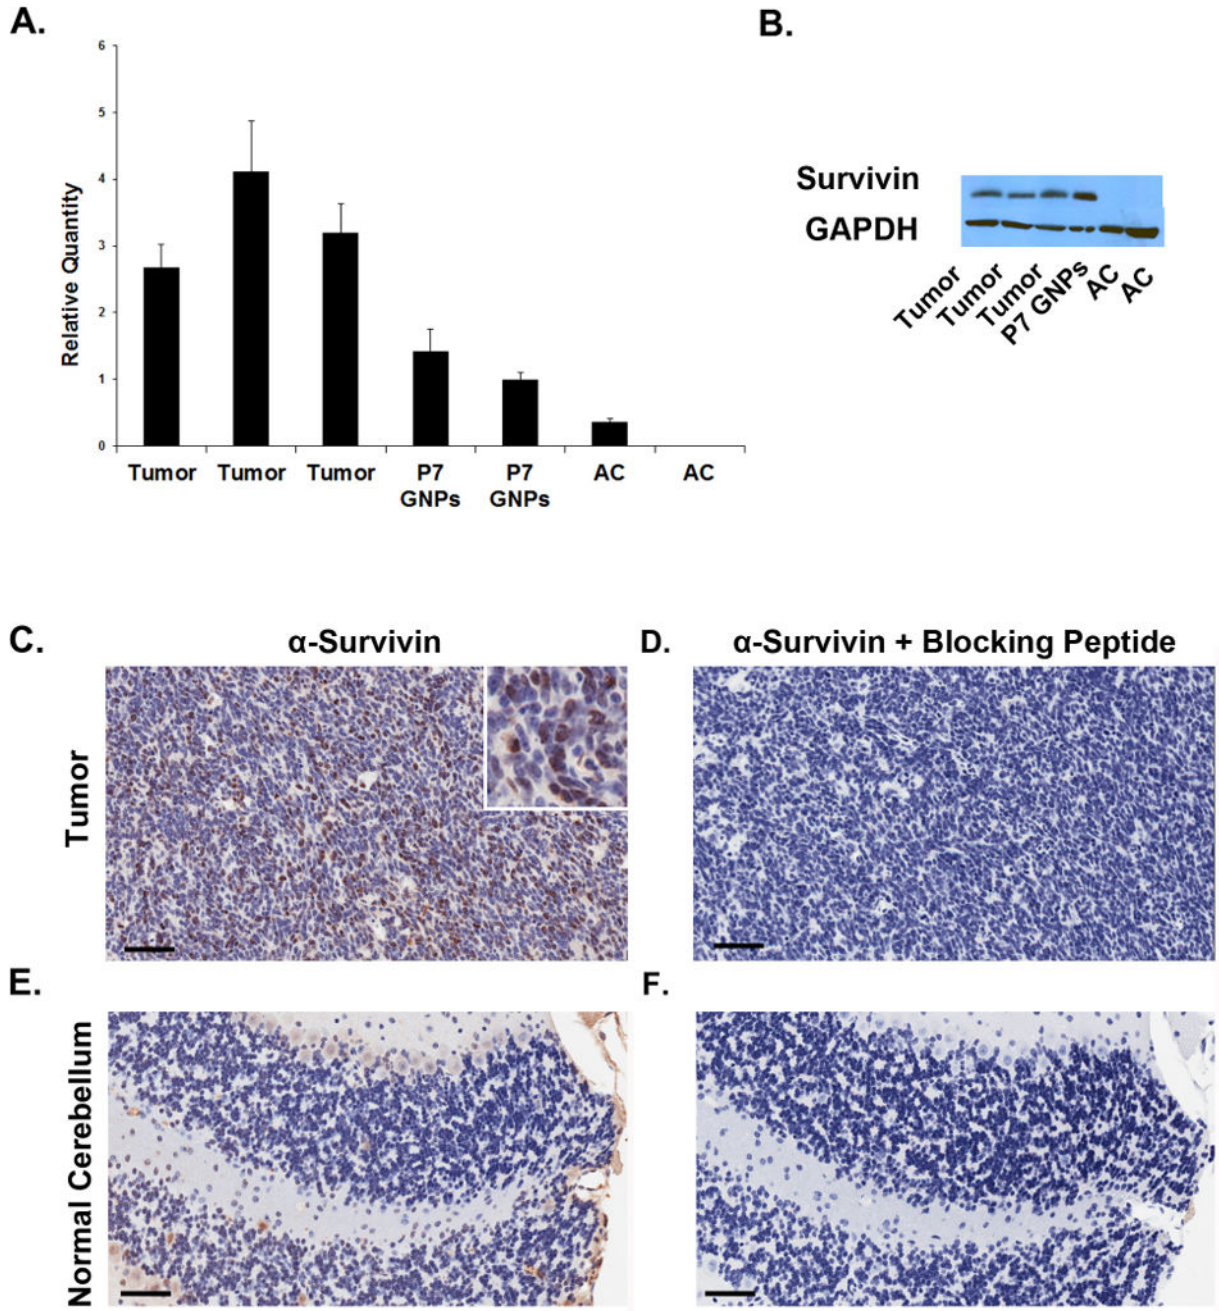 A.
6
5
4
3
2
1
0
Relative Quantity
Tumor
Tumor
Tumor
P7
GNPs
P7
GNPs
AC
AC
B.
Survivin
GAPDH
Tumor
Tumor
Tumor
P7 GNPs
AC
AC
C.
α-Survivin
D.
α-Survivin + Blocking Peptide
Tumor
E.
F.
Normal Cerebellum